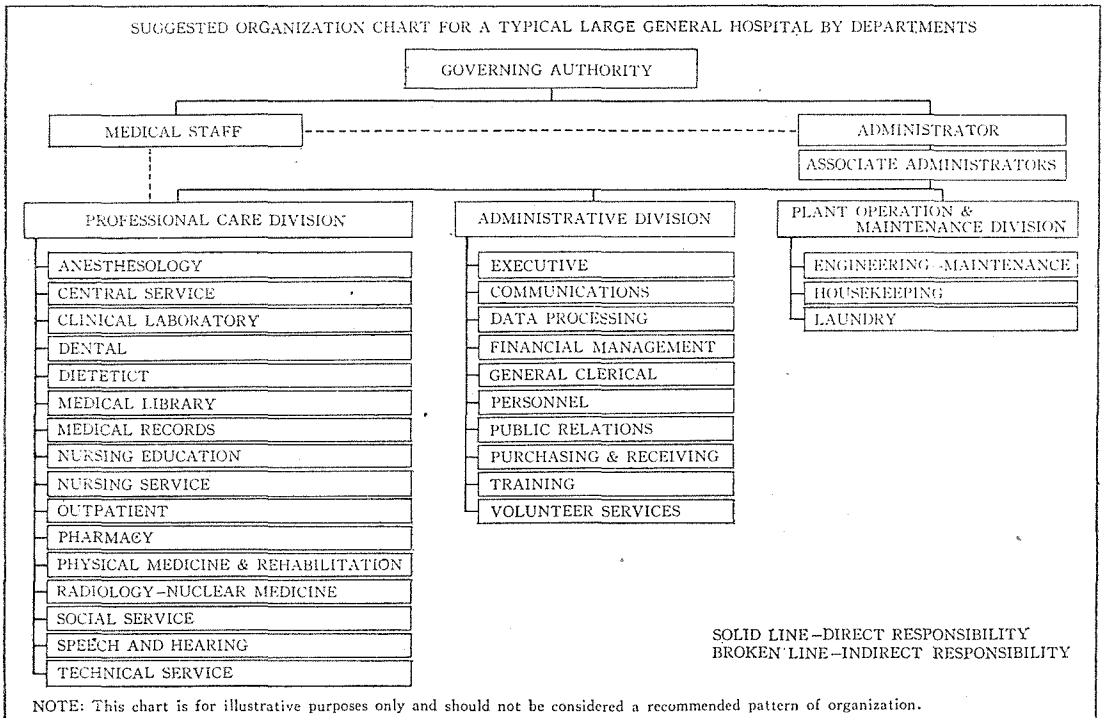 SUGGESTED ORGANIZATION CHART FOR A TYPICAL LARGE GENERAL HOSPITAL BY DEPARTMENTS
GOVERNING AUTHORITY
MEDICAL STAFF
ADMINISTRATOR
ASSOCIATE ADMINISTRATORS
PROFESSIONAL CARE DIVISION
ANESTHESOLOGY
CENTRAL SERVICE
CLINICAL LABORATORY
DENTAL
DIETETICT
MEDICAL LIBRARY
MEDICAL RECORDS
NURSING EDUCATION
NURSING SERVICE
OUTPATIENT
PHARMACY
PHYSICAL MEDICINE & REHABILITATION
RADIOLOGY-NUCLEAR MEDICINE
SOCIAL SERVICE
SPEECH AND HEARING
TECHNICAL SERVICE
ADMINISTRATIVE DIVISION
EXECUTIVE
COMMUNICATIONS
DATA PROCESSING
FINANCIAL MANAGEMENT
GENERAL CLERICAL
PERSONNEL
PUBLIC RELATIONS
PURCHASING & RECEIVING
TRAINING
VOLUNTEER SERVICES
PLANT OPERATION &
MAINTENANCE DIVISION
ENGINEERING-MAINTENANCE
HOUSEKEEPING
LAUNDRY
SOLID LINE-DIRECT RESPONSIBILITY
BROKEN LINE-INDIRECT RESPONSIBILITY
NOTE: This chart is for illustrative purposes only and should not be considered a recommended pattern of organization.